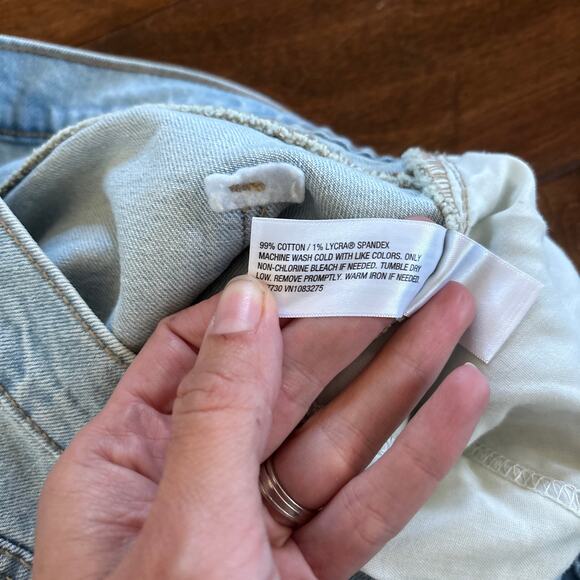 99% COTTON / 1% LYCRA® SPANDEX
MACHINE WASH COLD WITH LIKE COLORS. ONLY
NON-CHLORINE BLEACH IF NEEDED. TUMBLE DRY
LOW. REMOVE PROMPTLY. WARM IRON IF NEEDED.
VN1083275